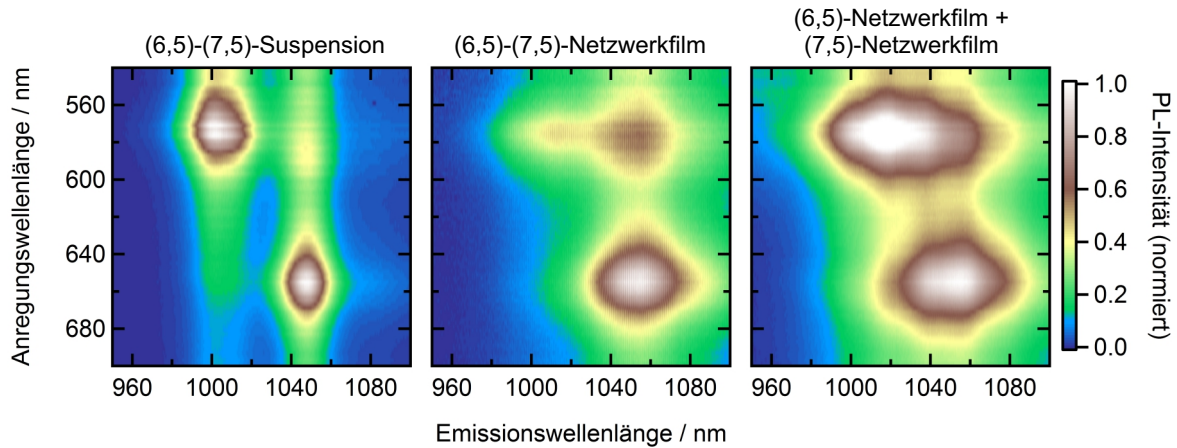 (6,5)-(7,5)-Suspension
(6,5)-(7,5)-Netzwerkfilm
(6,5)-Netzwerkfilm +
(7,5)-Netzwerkfilm
Anregungswellenlänge / nm
560
600
640
680
960 1000 1040 1080
960 1000 1040 1080
960 1000 1040 1080
Emissionswellenlänge / nm
1.0
0.8
0.6
0.4
0.2
0.0
PL-Intensität (normiert)